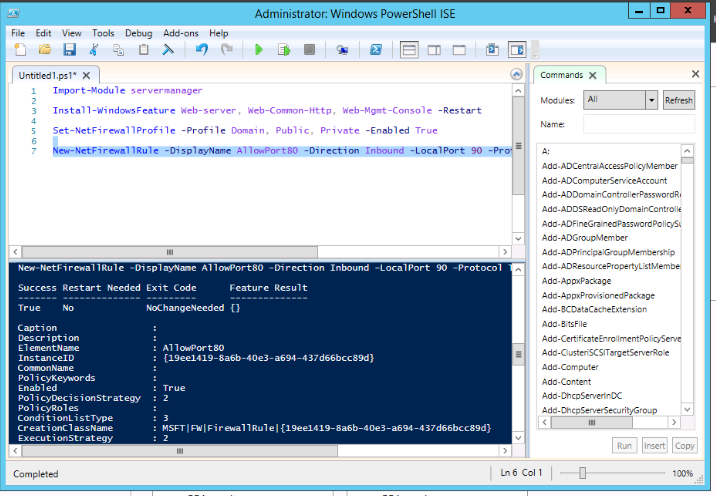 Administrator: Windows PowerShell ISE
File Edit View Tools Debug Add-ons Help
Untitled1.ps1* X
1 Import-Module servermanager
2
3 Install-WindowsFeature Web-server, Web-Common-Http, Web-Mgmt-Console -Restart
4
5 Set-NetFirewallProfile -Profile Domain, Public, Private -Enabled True
6
7 New-NetFirewallRule -DisplayName AllowPort80 -Direction Inbound -LocalPort 90 -Prot
New-NetFirewallRule -DisplayName AllowPort80 -Direction Inbound -LocalPort 90 -Protocol T
Success Restart Needed Exit Code Feature Result
------- -------------- --------- --------------
True No NoChangeNeeded {}
Caption :
Description :
ElementName : AllowPort80
InstanceID : {19ee1419-8a6b-40e3-a694-437d66bcc89d}
CommonName :
PolicyKeywords :
Enabled : True
PolicyDecisionStrategy : 2
PolicyRoles :
ConditionListType : 3
CreationClassName : MSFT|FW|FirewallRule|{19ee1419-8a6b-40e3-a694-437d66bcc89d}
ExecutionStrategy : 2
Commands X
Modules: All Refresh
Name:
A:
Add-ADCentralAccessPolicyMember
Add-ADComputerServiceAccount
Add-ADDomainControllerPasswordR
Add-ADDSReadOnlyDomainControlle
Add-ADFineGrainedPasswordPolicySu
Add-ADGroupMember
Add-ADPrincipalGroupMembership
Add-ADResourcePropertyListMembe
Add-AppxPackage
Add-AppxProvisionedPackage
Add-BCDataCacheExtension
Add-BitsFile
Add-CertificateEnrollmentPolicyServe
Add-ClusteriSCSITargetServerRole
Add-Computer
Add-Content
Add-DhcpServerInDC
Add-DhcpServerSecurityGroup
Run Insert Copy
Completed
Ln 6 Col 1
100%